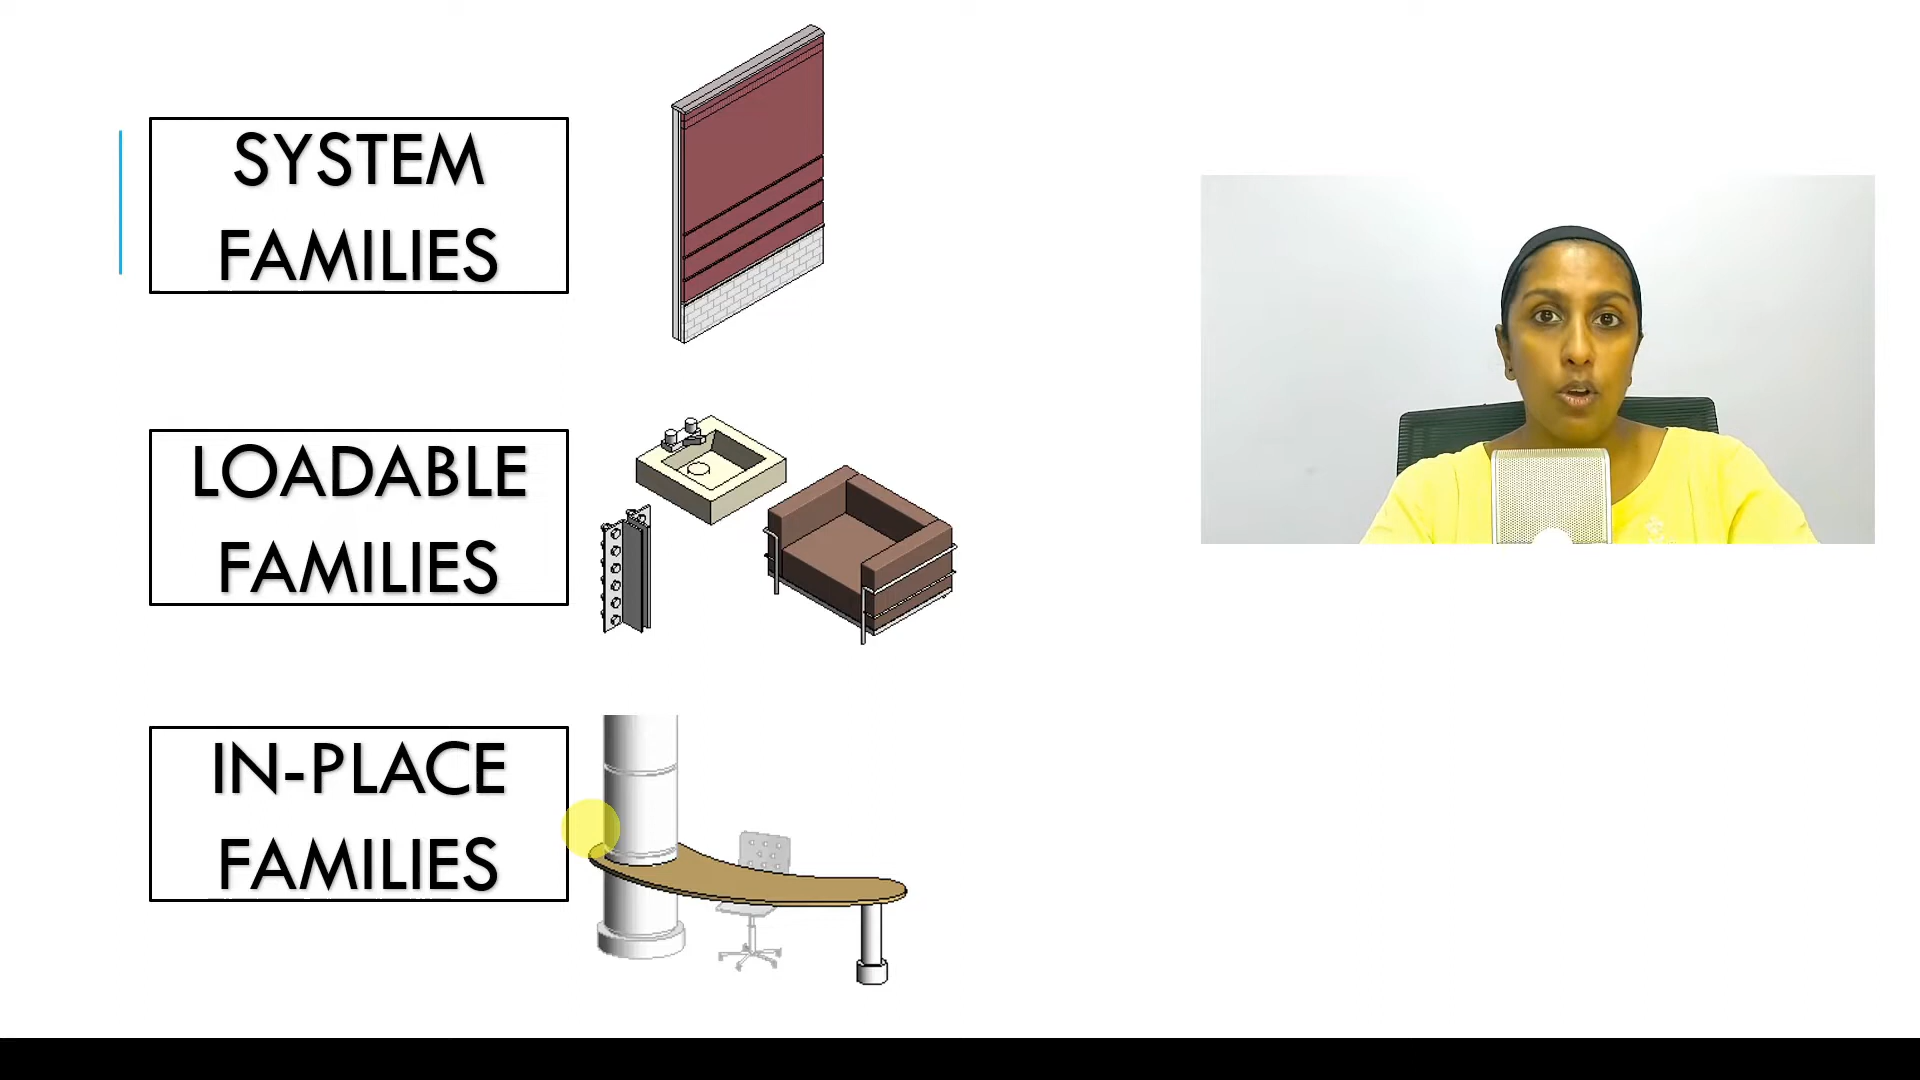 SYSTEM
FAMILIES
LOADABLE
FAMILIES
IN-PLACE
FAMILIES